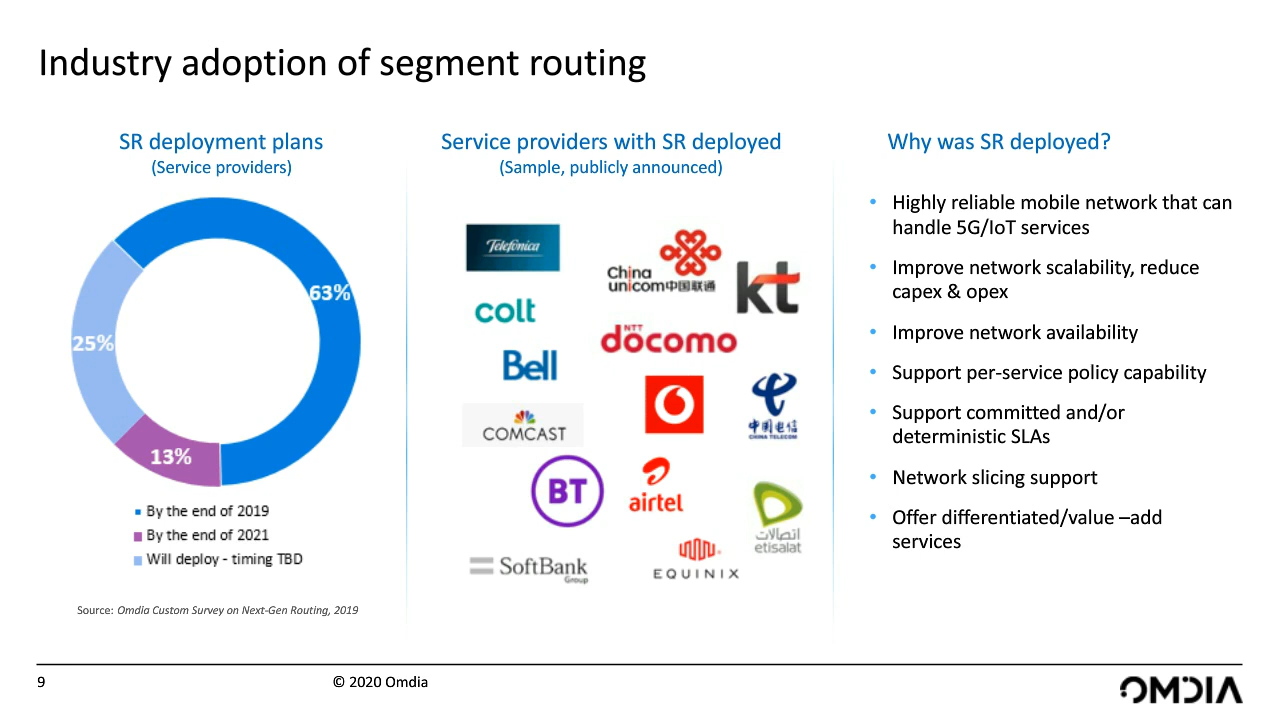 Industry adoption of segment routing
SR deployment plans
(Service providers)
63%
25%
13%
By the end of 2019
By the end of 2021
Will deploy - timing TBD
Source: Omdia Custom Survey on Next-Gen Routing, 2019
Service providers with SR deployed
(Sample, publicly announced)
Telefónica
China
unicom中国联通
kt
colt
NTT
döcomo
Bell
COMCAST
中国电信
CHINA TELECOM
BT
airtel
اتصالات
etisalat
SoftBank
Group
EQUINIX
Why was SR deployed?
• Highly reliable mobile network that can
handle 5G/IoT services
• Improve network scalability, reduce
capex & opex
• Improve network availability
• Support per-service policy capability
• Support committed and/or
deterministic SLAs
• Network slicing support
• Offer differentiated/value –add
services
9
© 2020 Omdia
OMDIA